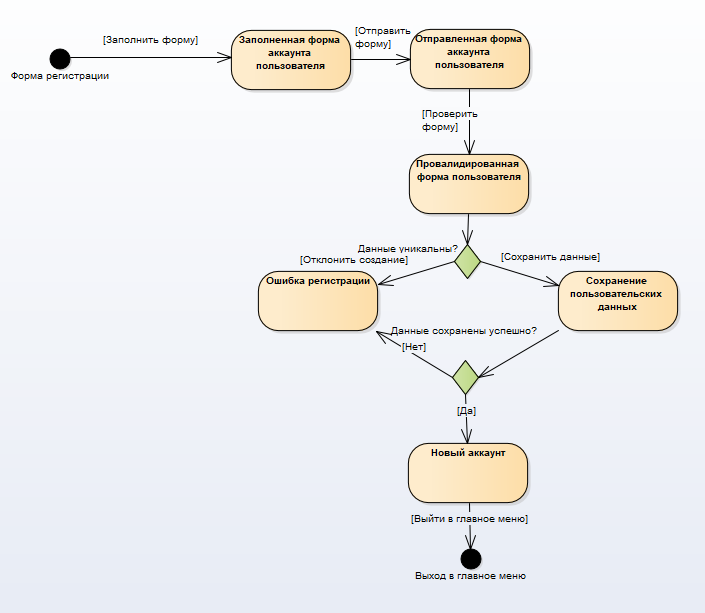 [Заполнить форму]
Форма регистрации
Заполненная форма
аккаунта
пользователя
[Отправить
форму]
Отправленная форма
аккаунта
пользователя
[Проверить
форму]
Провалидированная
форма пользователя
Данные уникальны?
[Отклонить создание]
[Сохранить данные]
Ошибка регистрации
Сохранение
пользовательских
данных
Данные сохранены успешно?
[Нет]
[Да]
Новый аккаунт
[Выйти в главное меню]
Выход в главное меню